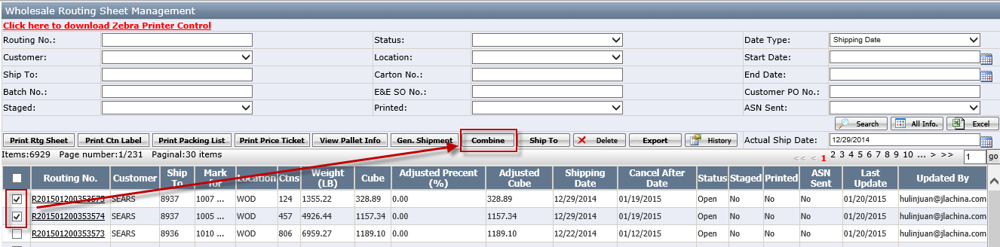 Wholesale Routing Sheet Management
Click here to download Zebra Printer Control
Routing No.: Status: Date Type: Shipping Date
Customer: Location: Start Date:
Ship To: Carton No.: End Date:
Batch No.: E&E SO No.: Customer PO No.:
Staged: Printed: ASN Sent:
Search All Info. Excel
Print Rtg Sheet Print Ctn Label Print Packing List Print Price Ticket View Pallet Info Gen. Shipment Combine Ship To Delete Export History Actual Ship Date: 12/29/2014
Items:6929 Page number:1/231 Paginal:30 items << < 1 2 3 4 5 6 7 8 9 10 ... > >> 1 go
Routing No. Customer Ship To Mark for Location Ctns Weight (LB) Cube Adjusted Precent (%) Adjusted Cube Shipping Date Cancel After Date Status Staged Printed ASN Sent Last Update Updated By
R201501200353575 SEARS 8937 1007 ... WOD 124 1355.22 328.89 0.00 328.89 12/29/2014 01/19/2015 Open No No No 01/20/2015 hulinjuan@jlachina.com
R201501200353574 SEARS 8937 1005 ... WOD 457 4926.44 1157.34 0.00 1157.34 12/29/2014 01/19/2015 Open No No No 01/20/2015 hulinjuan@jlachina.com
R201501200353573 SEARS 8936 1010 ... WOD 806 6959.27 1189.10 0.00 1189.10 12/22/2014 01/12/2015 Open No No No 01/20/2015 hulinjuan@jlachina.com